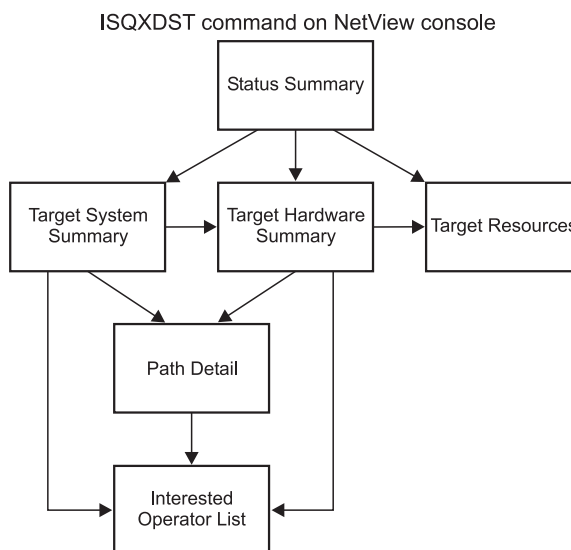 ISQXDST command on NetView console
Status Summary
Target System
Summary
Target Hardware
Summary
Target Resources
Path Detail
Interested
Operator List